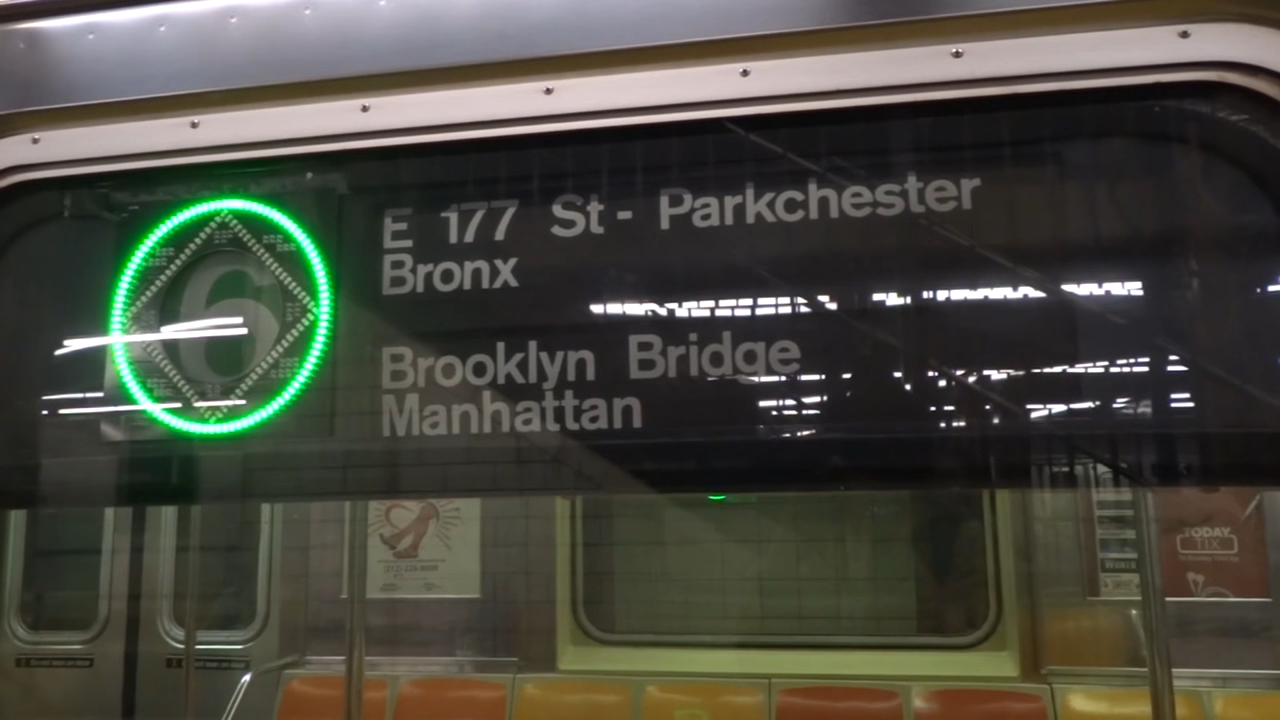 6
E 177 St - Parkchester
Bronx
Brooklyn Bridge
Manhattan
TODAY
TIX